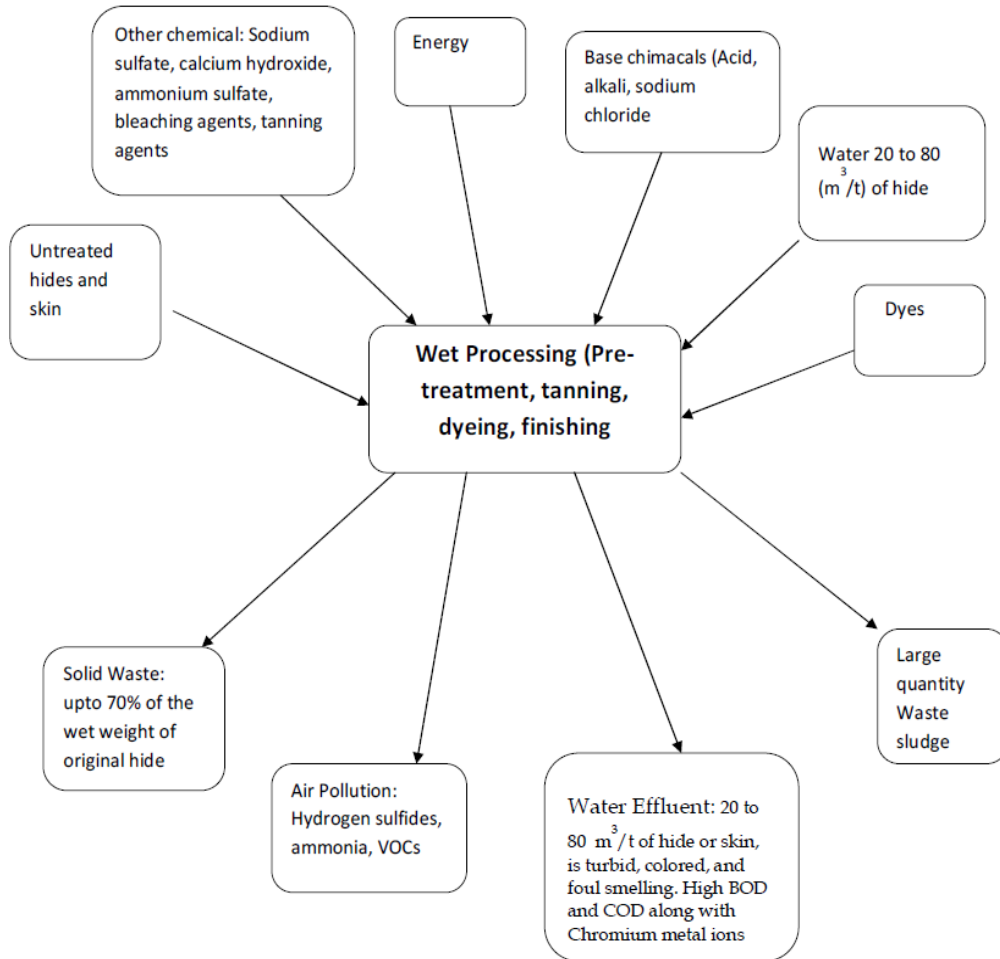 Other chemical: Sodium
sulfate, calcium hydroxide,
ammonium sulfate,
bleaching agents, tanning
agents
Energy
Base chimacals (Acid,
alkali, sodium
chloride
Water 20 to 80
(m³/t) of hide
Untreated
hides and
skin
Dyes
Wet Processing (Pre-
treatment, tanning,
dyeing, finishing
Solid Waste:
upto 70% of the
wet weight of
original hide
Air Pollution:
Hydrogen sulfides,
ammonia, VOCs
Water Effluent: 20 to
80 m³/t of hide or skin,
is turbid, colored, and
foul smelling. High BOD
and COD along with
Chromium metal ions
Large
quantity
Waste
sludge